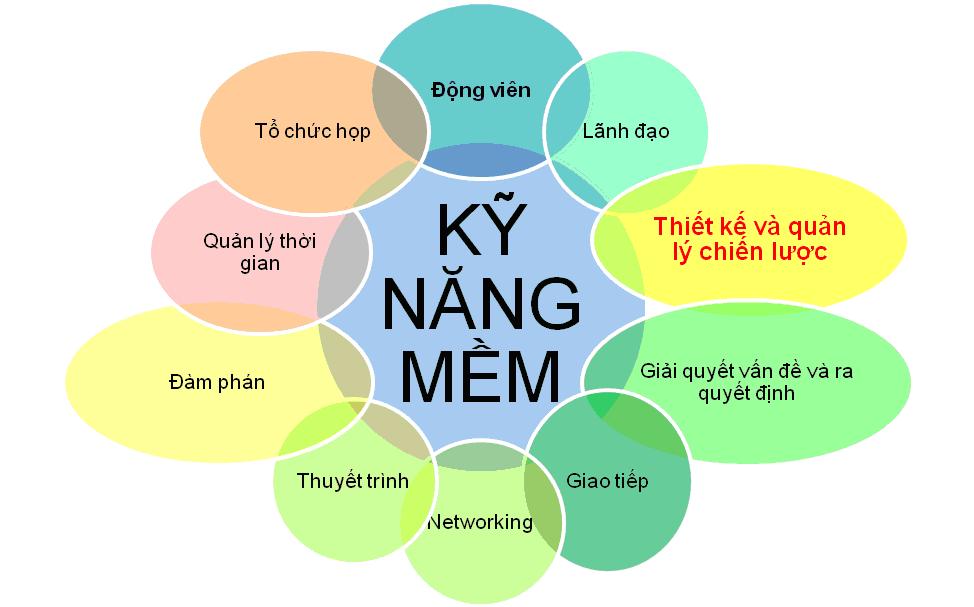 Động viên
Lãnh đạo
Thiết kế và quản
lý chiến lược
Giải quyết vấn đề và ra
quyết định
Giao tiếp
Networking
Thuyết trình
Đàm phán
Quản lý thời
gian
Tổ chức họp
KỸ
NĂNG
MỀM